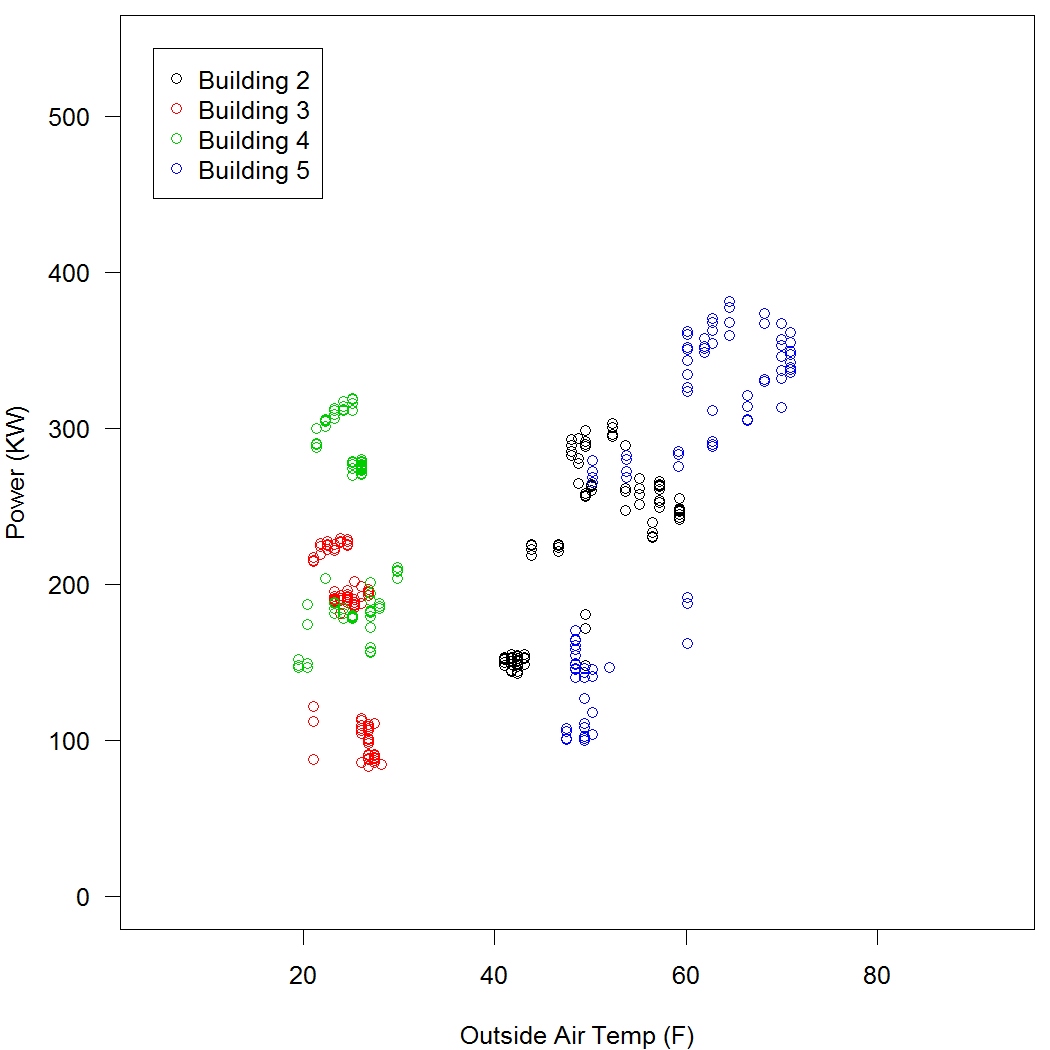 Building 2
Building 3
Building 4
Building 5
500
400
300
200
100
0
Power (KW)
20 40 60 80
Outside Air Temp (F)